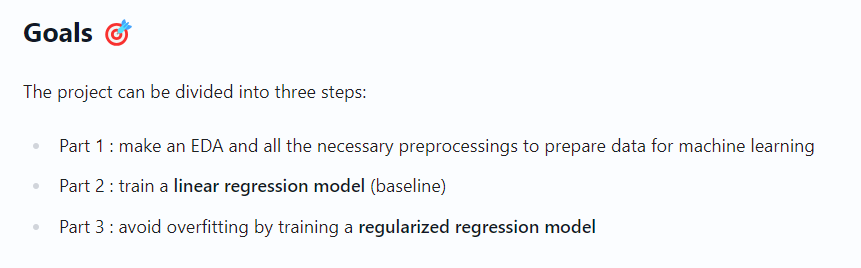 Goals 🎯
The project can be divided into three steps:
Part 1 : make an EDA and all the necessary preprocessings to prepare data for machine learning
Part 2 : train a linear regression model (baseline)
Part 3 : avoid overfitting by training a regularized regression model